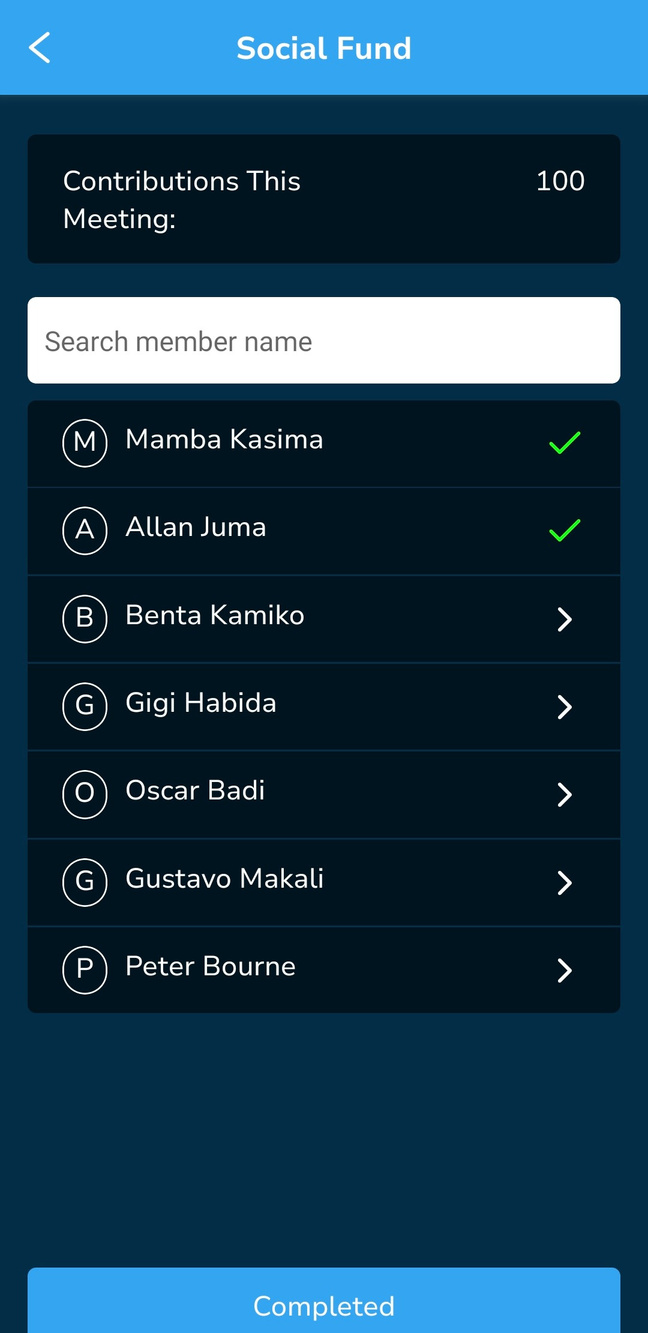 Social Fund
Contributions This 100
Meeting:
Search member name
M Mamba Kasima
A Allan Juma
B Benta Kamiko
G Gigi Habida
O Oscar Badi
G Gustavo Makali
P Peter Bourne
Completed